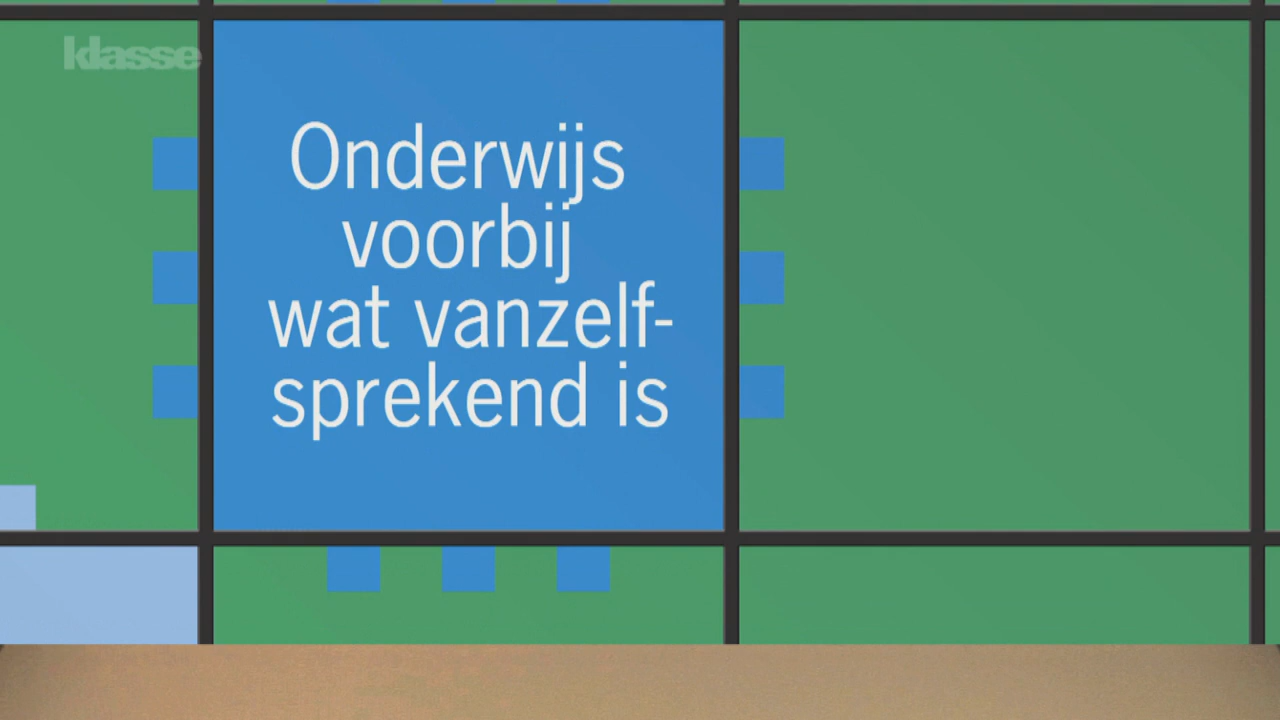 klasse
Onderwijs
voorbij
wat vanzelf-
sprekend is